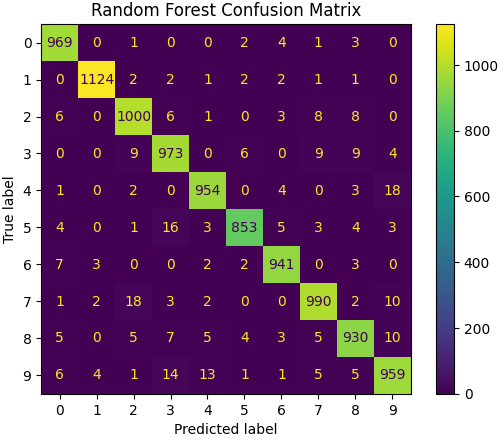 Random Forest Confusion Matrix
True label
0 969 0 1 0 0 2 4 1 3 0
1 0 1124 2 2 1 2 2 1 1 0
2 6 0 1000 6 1 0 3 8 8 0
3 0 0 9 973 0 6 0 9 9 4
4 1 0 2 0 954 0 4 0 3 18
5 4 0 1 16 3 853 5 3 4 3
6 7 3 0 0 2 2 941 0 3 0
7 1 2 18 3 2 0 0 990 2 10
8 5 0 5 7 5 4 3 5 930 10
9 6 4 1 14 13 1 1 5 5 959
0 1 2 3 4 5 6 7 8 9
Predicted label
1000
800
600
400
200
0